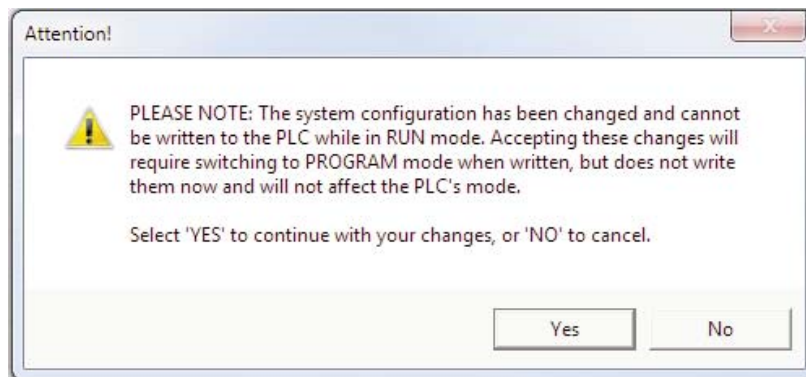 Attention!
PLEASE NOTE: The system configuration has been changed and cannot
be written to the PLC while in RUN mode. Accepting these changes will
require switching to PROGRAM mode when written, but does not write
them now and will not affect the PLC's mode.
Select 'YES' to continue with your changes, or 'NO' to cancel.
Yes
No